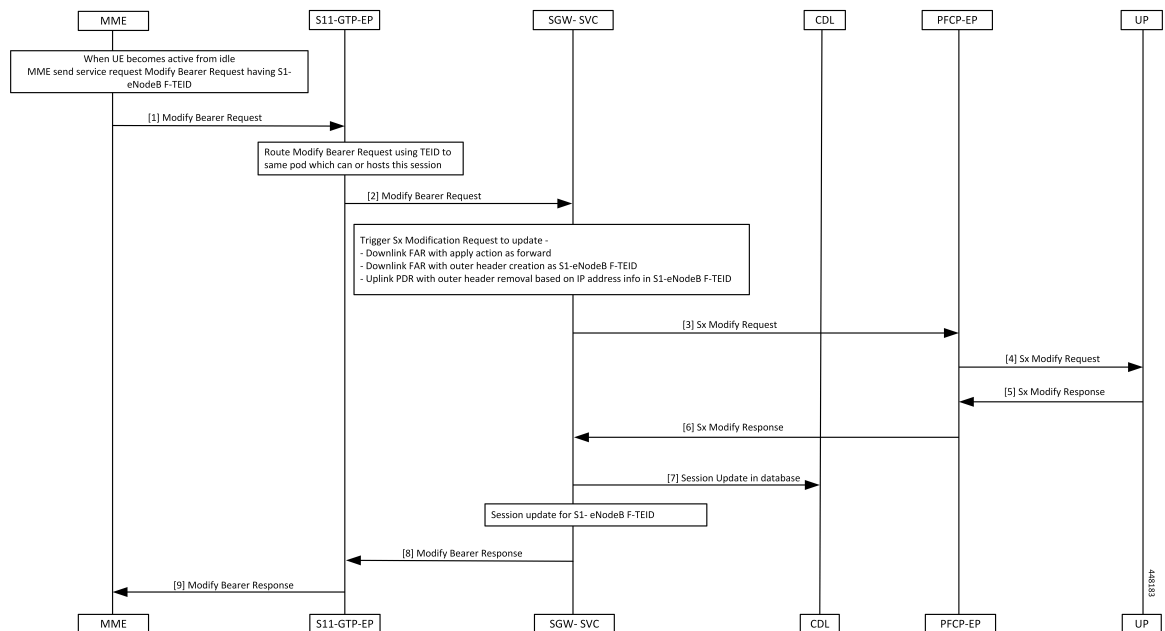 MME
S11-GTP-EP
SGW- SVC
CDL
PFCP-EP
UP
When UE becomes active from idle
MME send service request Modify Bearer Request having S1-
eNodeB F-TEID
[1] Modify Bearer Request
Route Modify Bearer Request using TEID to
same pod which can or hosts this session
[2] Modify Bearer Request
Trigger Sx Modification Request to update -
- Downlink FAR with apply action as forward
- Downlink FAR with outer header creation as S1-eNodeB F-TEID
- Uplink PDR with outer header removal based on IP address info in S1-eNodeB F-TEID
[3] Sx Modify Request
[4] Sx Modify Request
[5] Sx Modify Response
[6] Sx Modify Response
[7] Session Update in database
Session update for S1- eNodeB F-TEID
[8] Modify Bearer Response
[9] Modify Bearer Response
448183
MME
S11-GTP-EP
SGW- SVC
CDL
PFCP-EP
UP